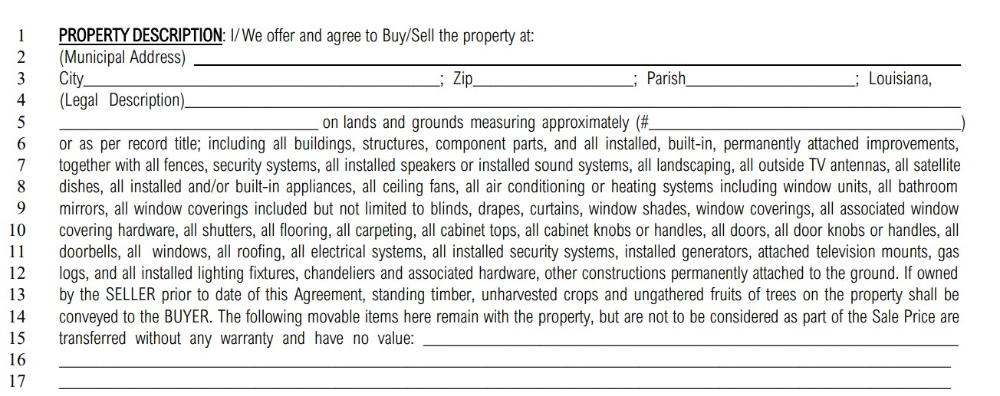 1 PROPERTY DESCRIPTION: I/We offer and agree to Buy/Sell the property at:
2 (Municipal Address) ____________________
3 City____________________; Zip__________; Parish__________; Louisiana,
4 (Legal Description)____________________
5 ____________________ on lands and grounds measuring approximately (#____________________)
6 or as per record title; including all buildings, structures, component parts, and all installed, built-in, permanently attached improvements,
7 together with all fences, security systems, all installed speakers or installed sound systems, all landscaping, all outside TV antennas, all satellite
8 dishes, all installed and/or built-in appliances, all ceiling fans, all air conditioning or heating systems including window units, all bathroom
9 mirrors, all window coverings included but not limited to blinds, drapes, curtains, window shades, window coverings, all associated window
10 covering hardware, all shutters, all flooring, all carpeting, all cabinet tops, all cabinet knobs or handles, all doors, all door knobs or handles, all
11 doorbells, all windows, all roofing, all electrical systems, all installed security systems, installed generators, attached television mounts, gas
12 logs, and all installed lighting fixtures, chandeliers and associated hardware, other constructions permanently attached to the ground. If owned
13 by the SELLER prior to date of this Agreement, standing timber, unharvested crops and ungathered fruits of trees on the property shall be
14 conveyed to the BUYER. The following movable items here remain with the property, but are not to be considered as part of the Sale Price are
15 transferred without any warranty and have no value: ____________________
16 ____________________
17 ____________________